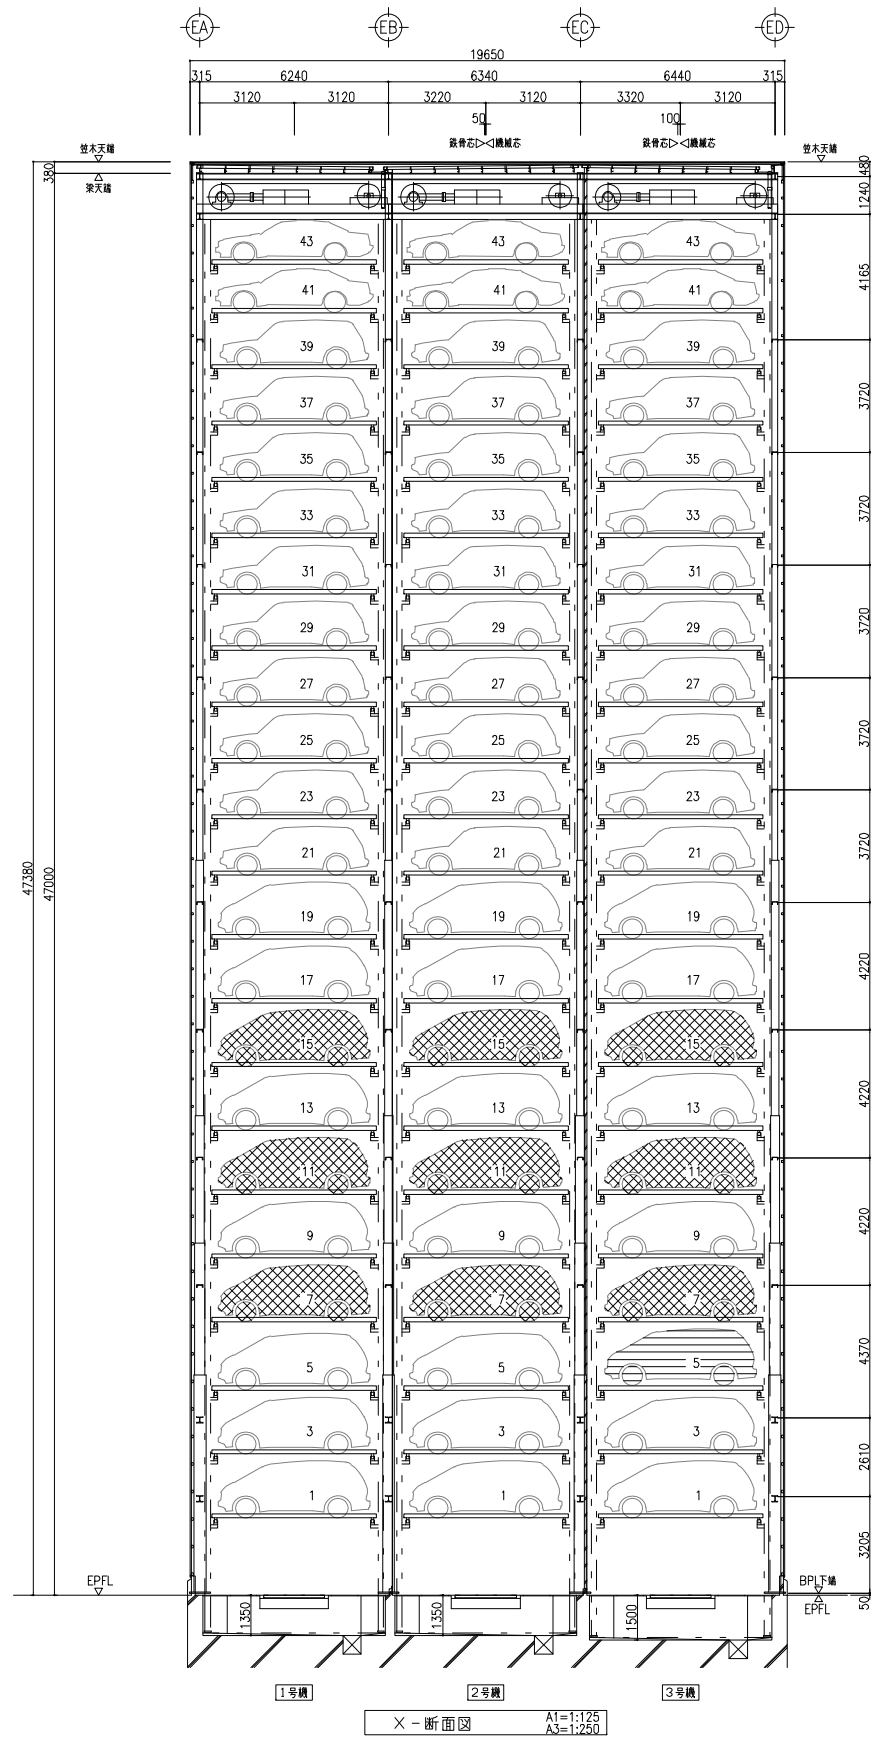 EA EB EC ED
19650
315 6240 6340 6440 315
3120 3120 3220 3120 3320 3120
50 100
鉄骨芯 機械芯 鉄骨芯 機械芯
笠木天端 笠木天端
梁天端
380 480
1240
43 43 43
4165
41 41 41
39 39 39
37 37 37
3720
35 35 35
33 33 33
3720
31 31 31
29 29 29
3720
27 27 27
25 25 25
3720
23 23 23
21 21 21
3720
47380 47000
19 19 19
4220
17 17 17
15 15 15
4220
13 13 13
11 11 11
4220
9 9 9
7 7 7
4370
5 5 5
3 3 3
2610
1 1 1
3205
EPFL BPL下端
EPFL
50
1350 1350 1500
1号機 2号機 3号機
X-断面図 A1=1:125
A3=1:250